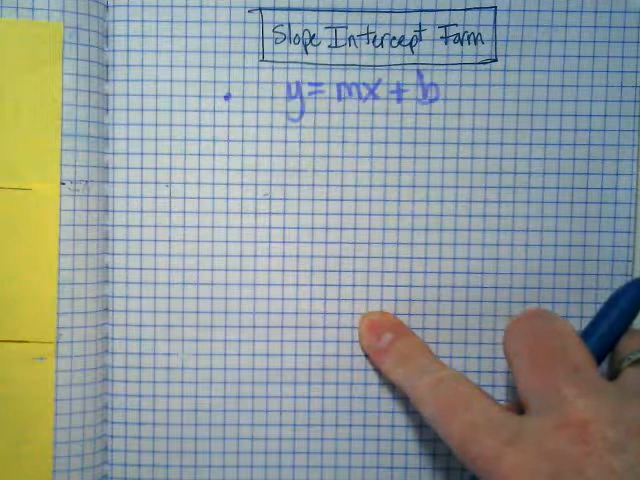 Slope Intercept Form
y = mx + b